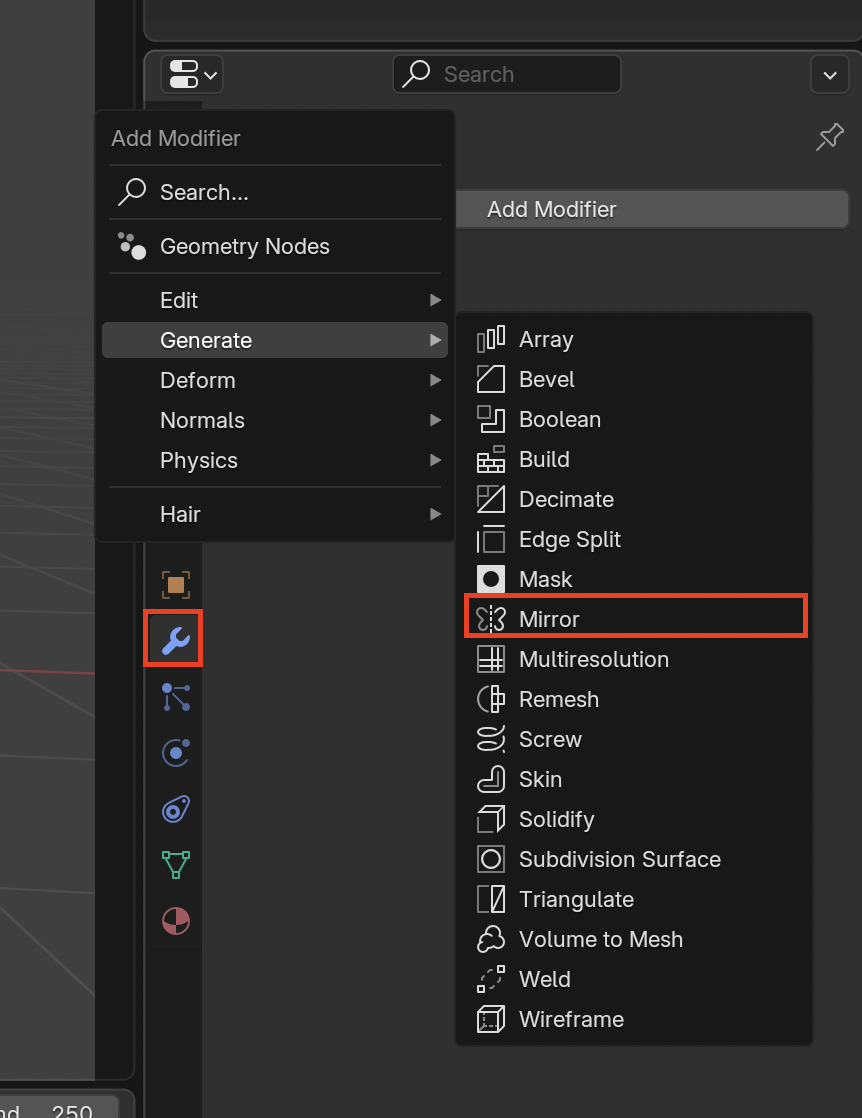 Search
Add Modifier
Search...
Add Modifier
Geometry Nodes
Edit
Generate
Deform
Normals
Physics
Hair
Array
Bevel
Boolean
Build
Decimate
Edge Split
Mask
Mirror
Multiresolution
Remesh
Screw
Skin
Solidify
Subdivision Surface
Triangulate
Volume to Mesh
Weld
Wireframe
250